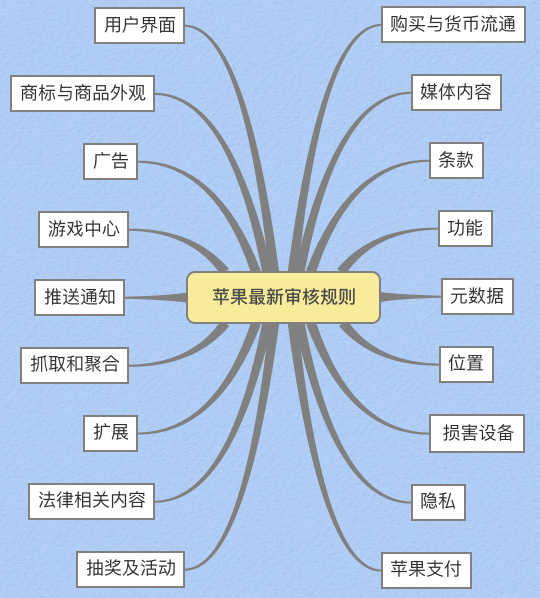 用户界面
购买与货币流通
商标与商品外观
媒体内容
广告
条款
游戏中心
功能
推送通知
苹果最新审核规则
元数据
抓取和聚合
位置
扩展
损害设备
法律相关内容
隐私
抽奖及活动
苹果支付